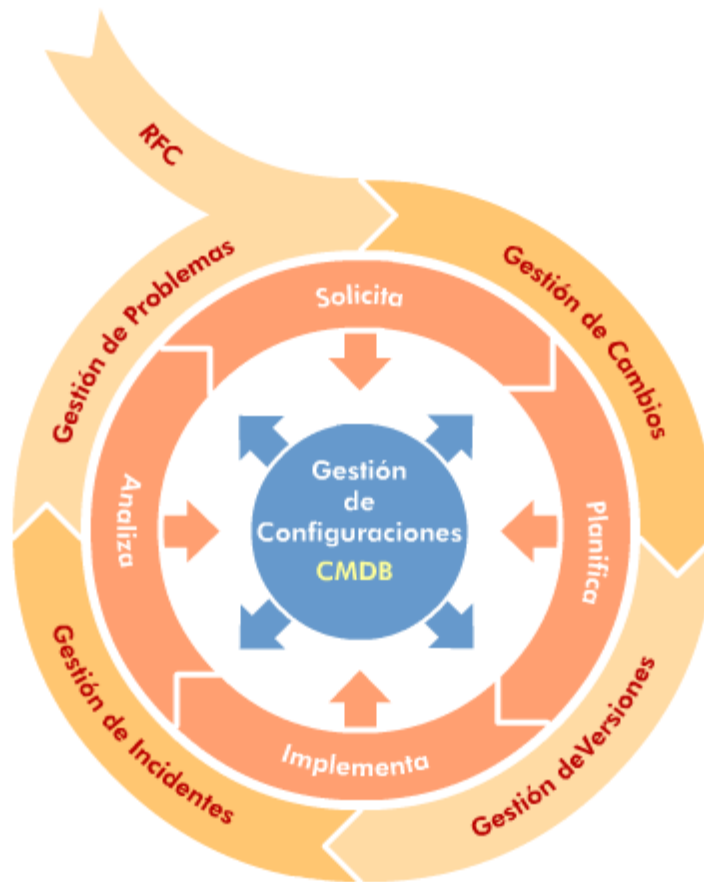 RFC
Gestión de Problemas
Gestión de Cambios
Solicita
Analiza
Gestión
de
Configuraciones
CMDB
Planifica
Gestión de Incidentes
Implementa
Gestión deVersiones